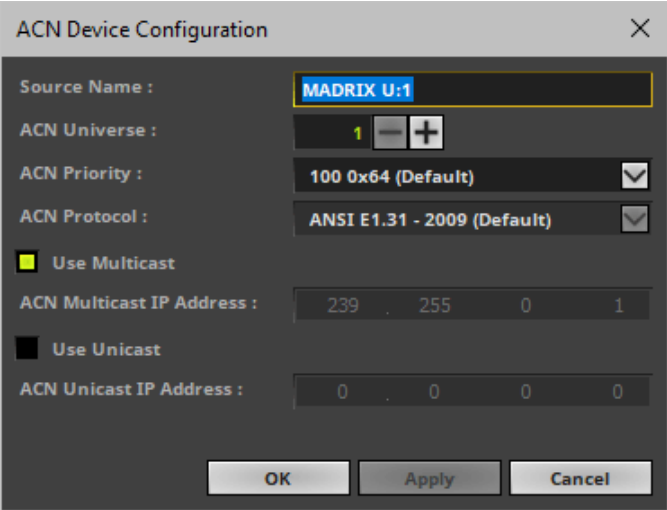 ACN Device Configuration
Source Name : MADRIX U:1
ACN Universe : 1
ACN Priority : 100 0x64 (Default)
ACN Protocol : ANSI E1.31 - 2009 (Default)
Use Multicast
ACN Multicast IP Address : 239 . 255 0 1
Use Unicast
ACN Unicast IP Address : 0 . 0 0 0
OK Apply Cancel